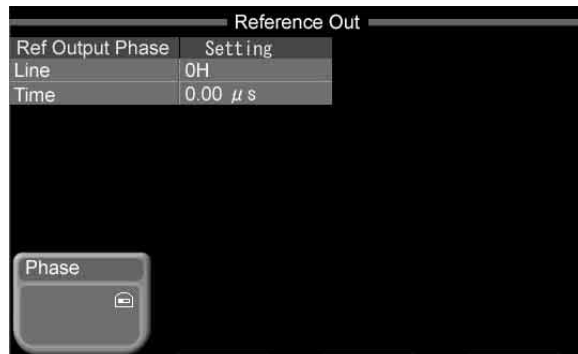 Reference Out
Ref Output Phase Setting
Line 0H
Time 0.00 μs
Phase